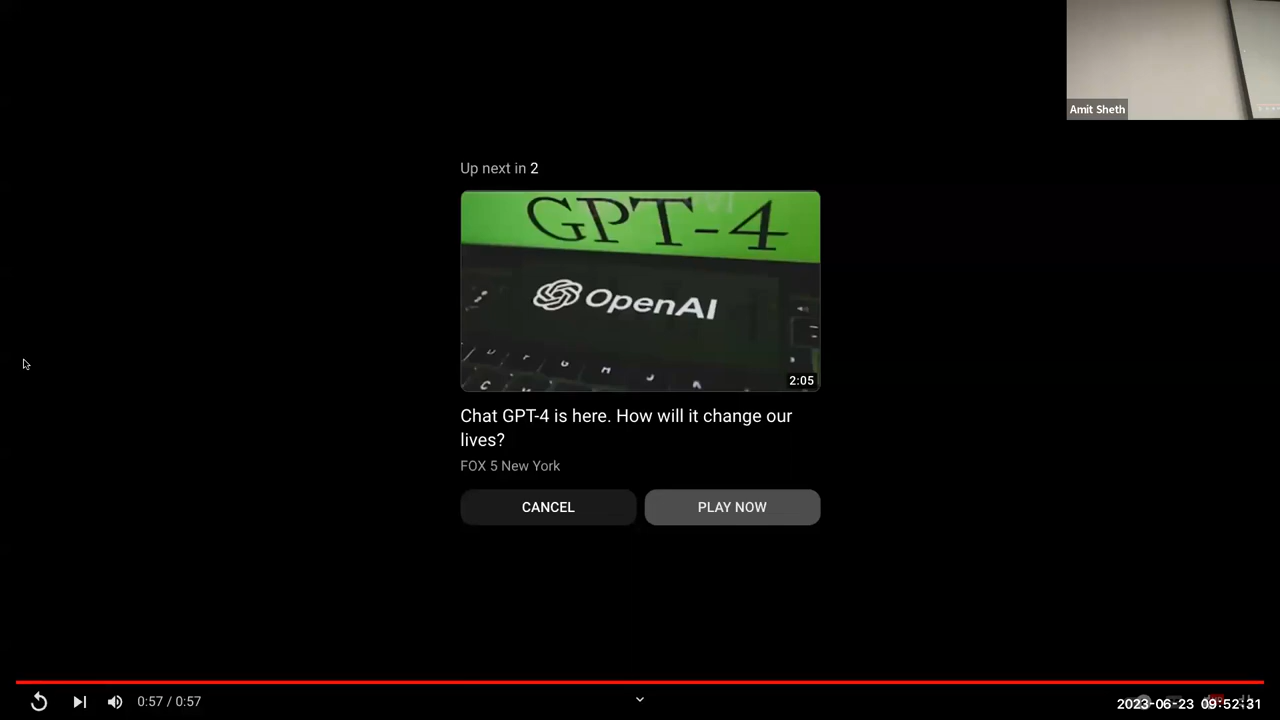 Amit Sheth
Up next in 2
GPT-4
OpenAI
2:05
Chat GPT-4 is here. How will it change our
lives?
FOX 5 New York
CANCEL
PLAY NOW
0:57 / 0:57
2023-06-23 09:52:31